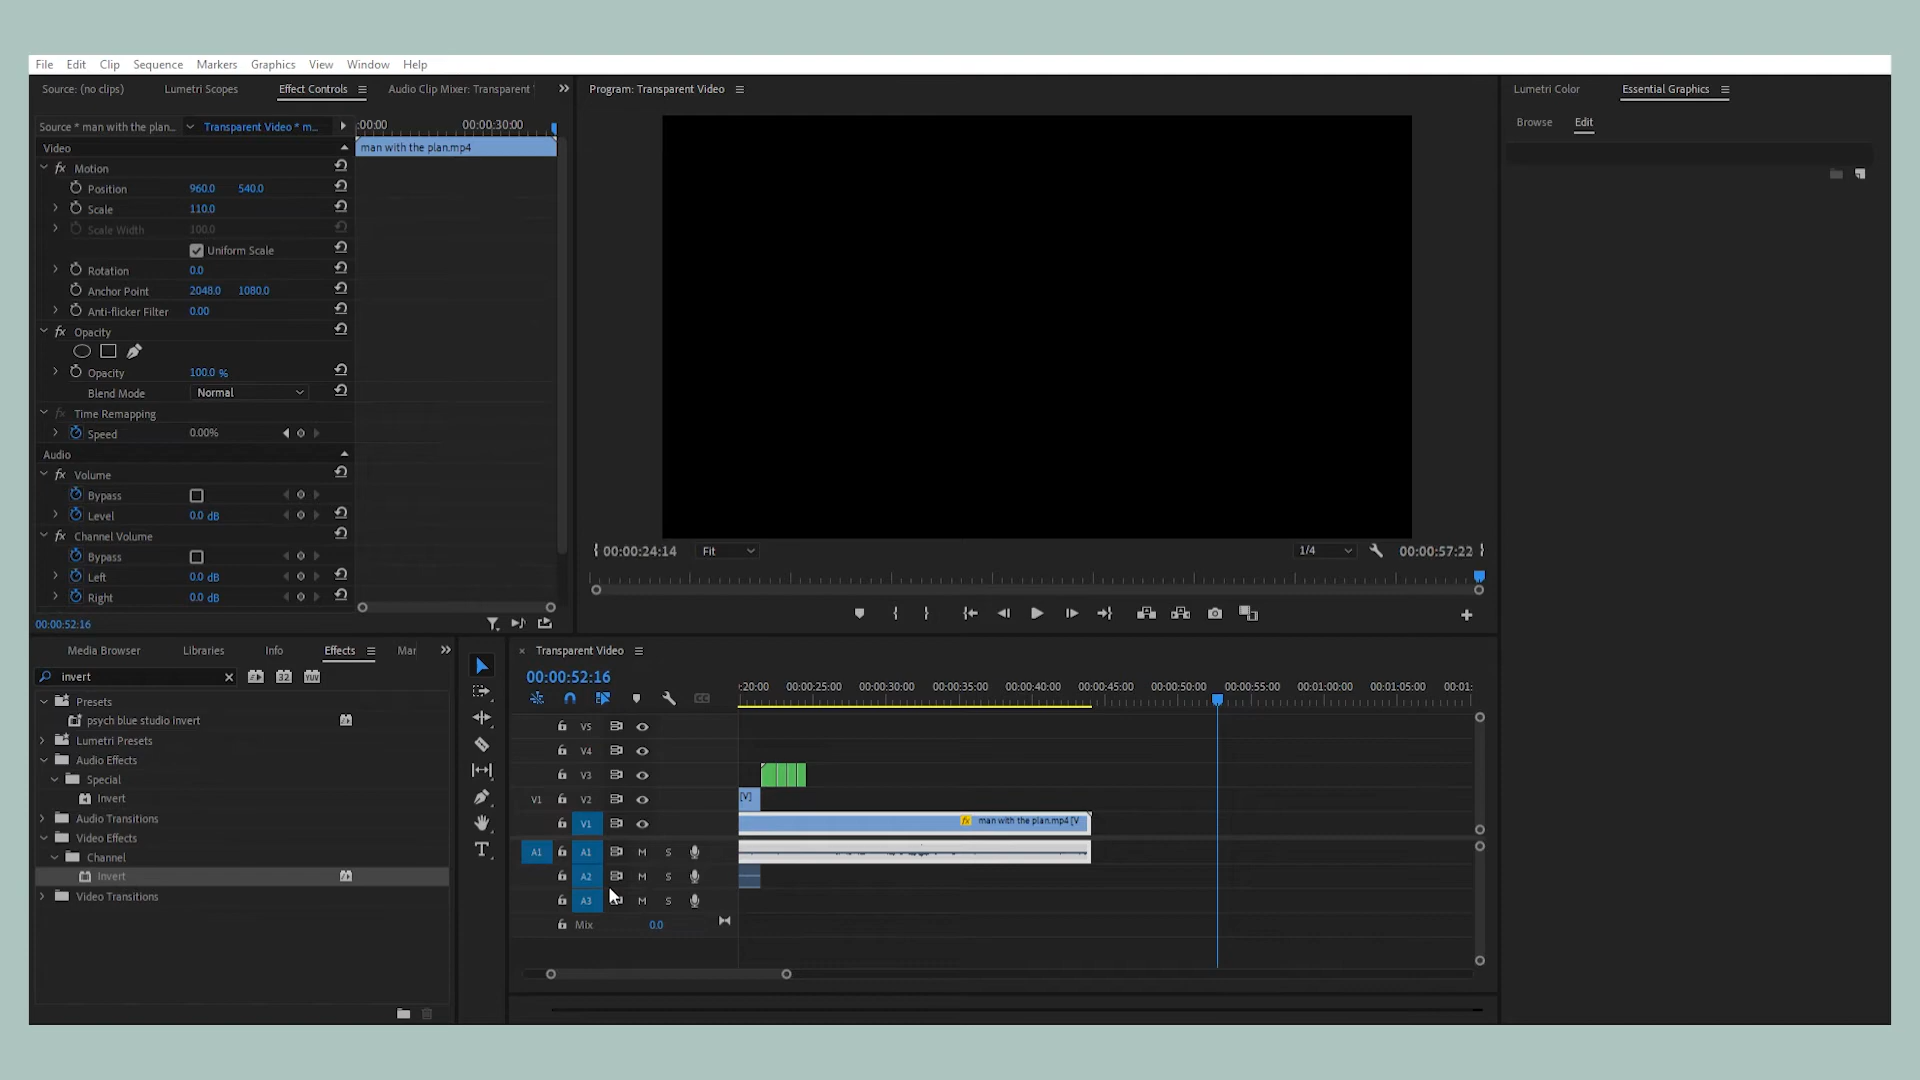 File Edit Clip Sequence Markers Graphics View Window Help
Source: (no clips) Lumetri Scopes Effect Controls Audio Clip Mixer: Transparent
Source * man with the plan... Transparent Video * m...
:00:00 00:00:30:00
Video
man with the plan.mp4
fx Motion
Position 960.0 540.0
Scale 110.0
Scale Width 100.0
Uniform Scale
Rotation 0.0
Anchor Point 2048.0 1080.0
Anti-flicker Filter 0.00
fx Opacity
Opacity 100.0 %
Blend Mode Normal
fx Time Remapping
Speed 0.00%
Audio
fx Volume
Bypass
Level 0.0 dB
fx Channel Volume
Bypass
Left 0.0 dB
Right 0.0 dB
00:00:52:16
Program: Transparent Video
00:00:24:14 Fit 1/4 00:00:57:22
Lumetri Color Essential Graphics
Browse Edit
Media Browser Libraries Info Effects Mar
invert
32 YUV
Presets
psych blue studio invert
Lumetri Presets
Audio Effects
Special
Invert
Audio Transitions
Video Effects
Channel
Invert
Video Transitions
Transparent Video
00:00:52:16
:20:00 00:00:25:00 00:00:30:00 00:00:35:00 00:00:40:00 00:00:45:00 00:00:50:00 00:00:55:00 00:01:00:00 00:01:05:00 00:01:
CC
V5
V4
V3
V1 V2 [V]
V1 fx man with the plan.mp4 [V
A1 A1 M S
A2 M S
A3 M S
Mix 0.0